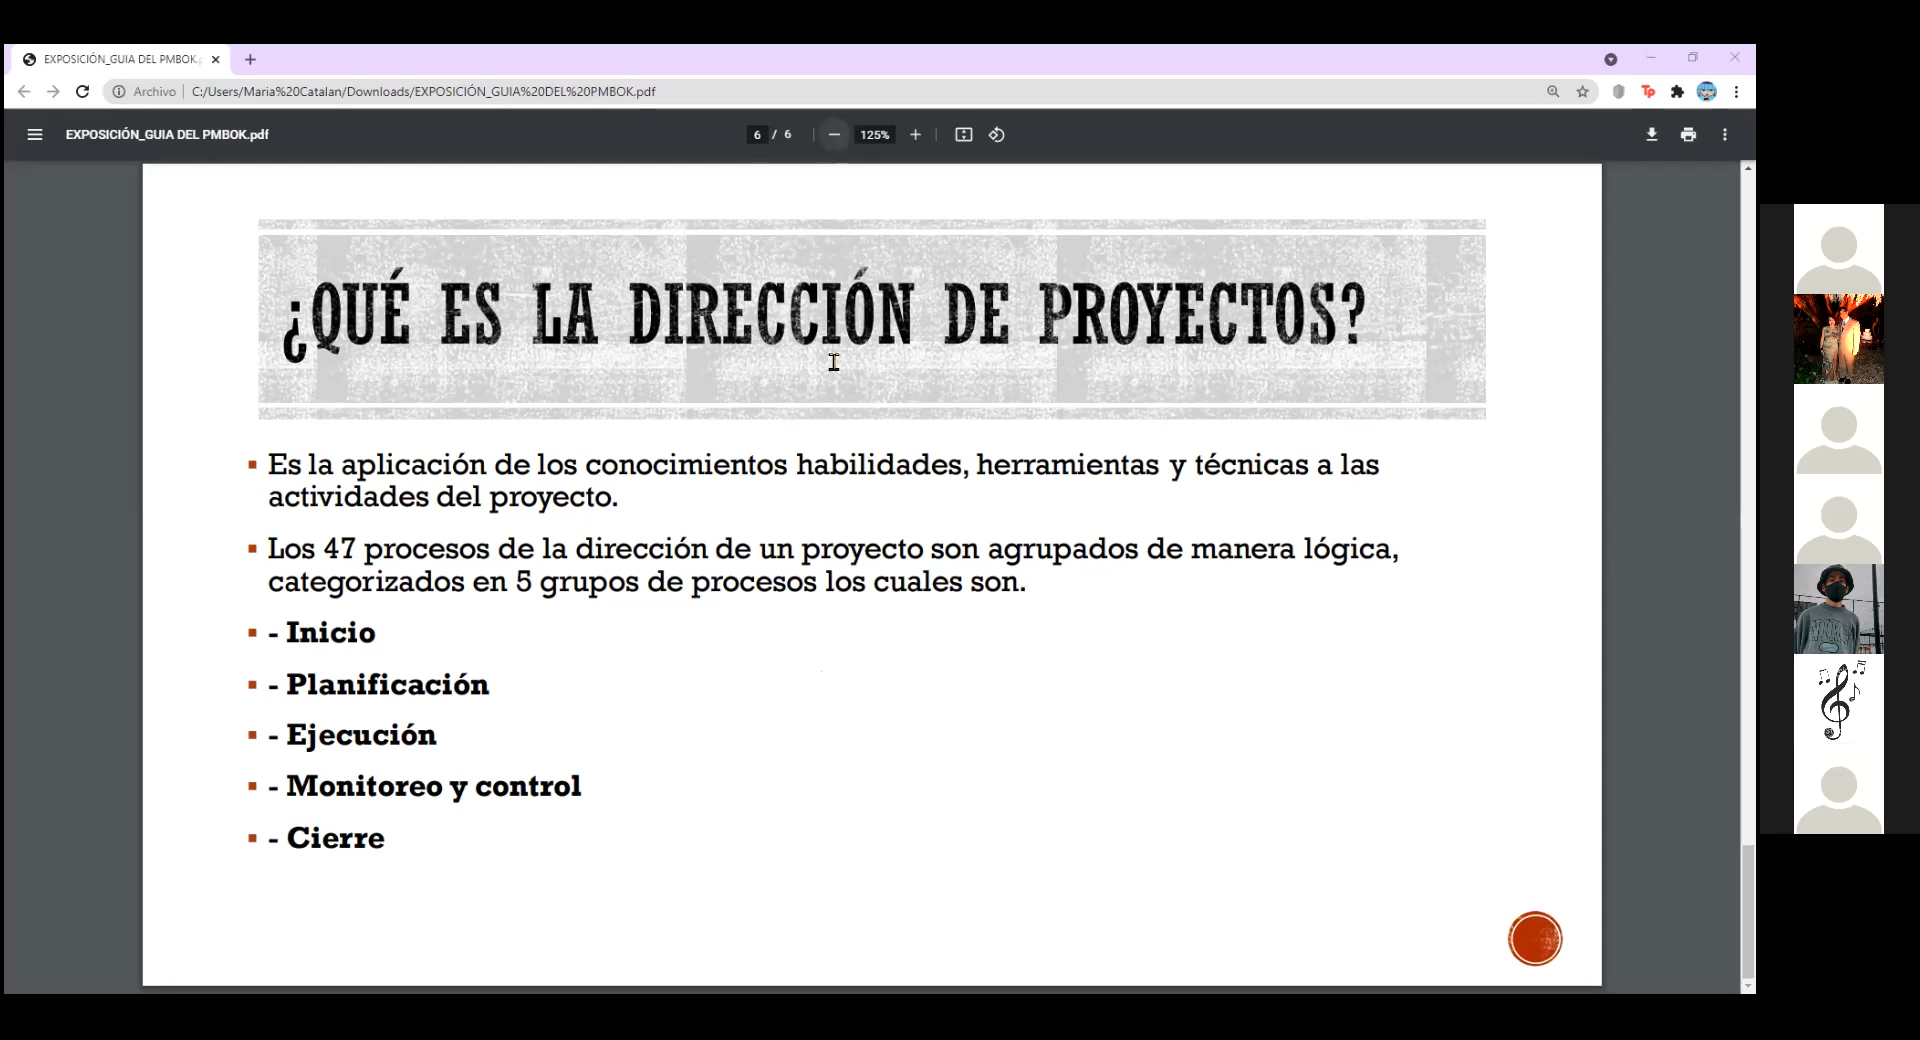 EXPOSICIÓN_GUIA DEL PMBOK.
Archivo C:/Users/Maria%20Catalan/Downloads/EXPOSICIÓN_GUIA%20DEL%20PMBOK.pdf
Tp
EXPOSICIÓN_GUIA DEL PMBOK.pdf 6 / 6 125%
¿QUÉ ES LA DIRECCIÓN DE PROYECTOS?
Es la aplicación de los conocimientos habilidades, herramientas y técnicas a las
actividades del proyecto.
Los 47 procesos de la dirección de un proyecto son agrupados de manera lógica,
categorizados en 5 grupos de procesos los cuales son.
- Inicio
- Planificación
- Ejecución
- Monitoreo y control
- Cierre